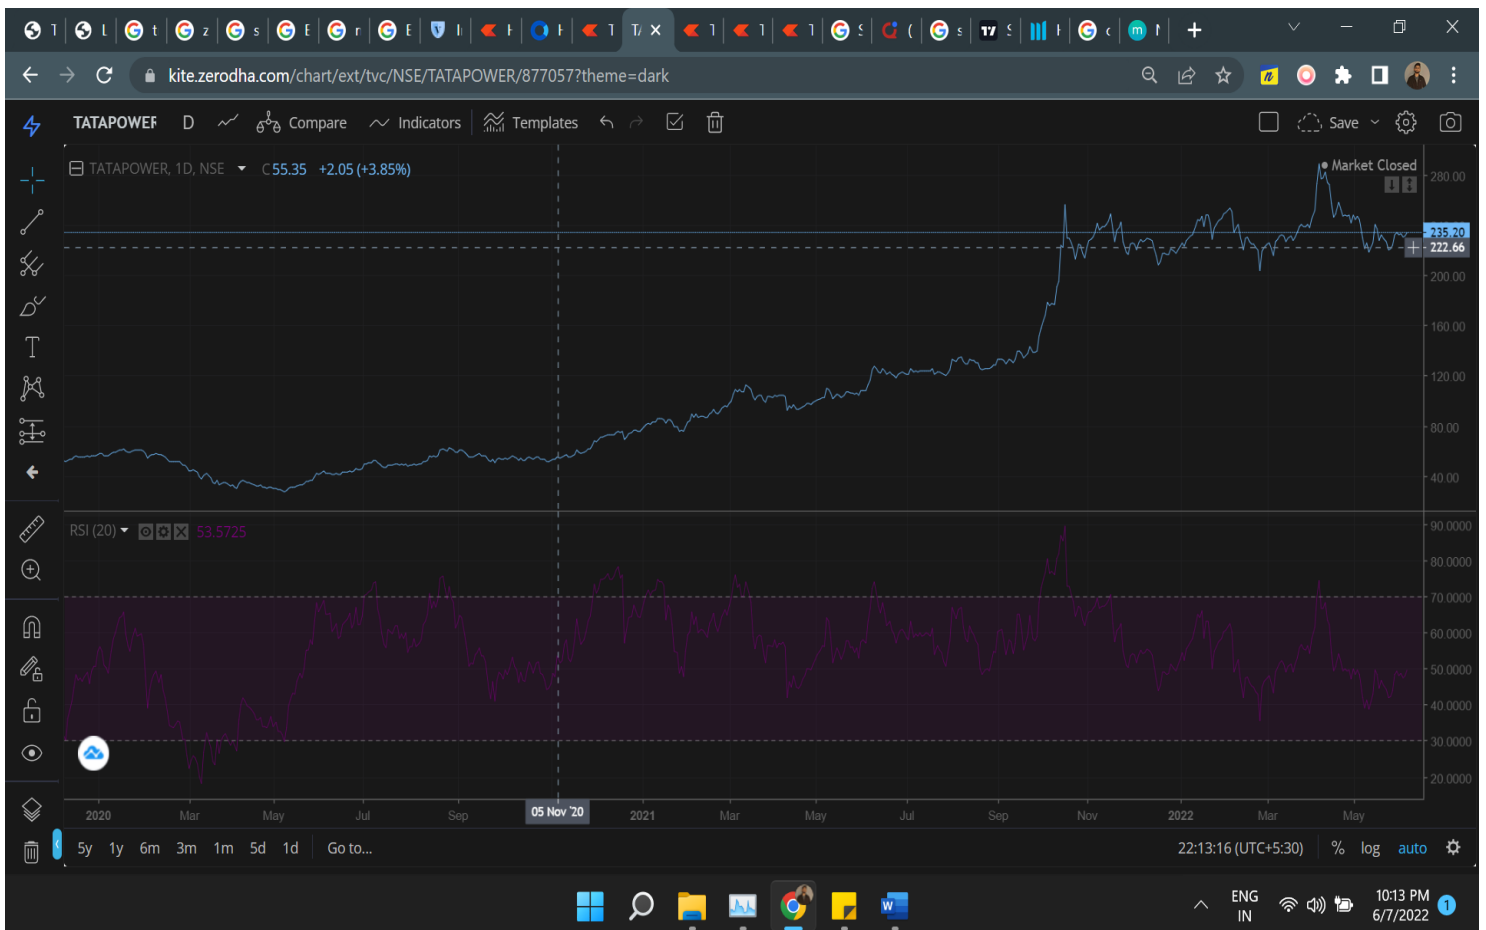 T L t z s E r E I H H T TA T T T S ( s S H c N
kite.zerodha.com/chart/ext/tvc/NSE/TATAPOWER/877057?theme=dark
TATAPOWER D Compare Indicators Templates Save
TATAPOWER, 1D, NSE C55.35 +2.05 (+3.85%)
Market Closed
280.00
235.20
222.66
200.00
160.00
120.00
80.00
40.00
RSI (20) 53.5725
90.0000
80.0000
70.0000
60.0000
50.0000
40.0000
30.0000
20.0000
2020 Mar May Jul Sep 05 Nov '20 2021 Mar May Jul Sep Nov 2022 Mar May
5y 1y 6m 3m 1m 5d 1d Go to... 22:13:16 (UTC+5:30) % log auto
ENG
IN
10:13 PM
6/7/2022
1